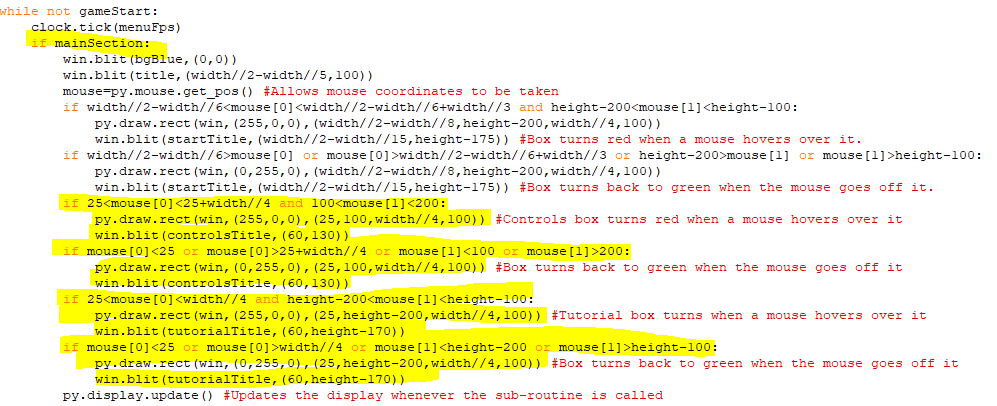 while not gameStart:
    clock.tick(menuFps)
    if mainSection:
        win.blit(bgBlue,(0,0))
        win.blit(title,(width//2-width//5,100))
        mouse=py.mouse.get_pos() #Allows mouse coordinates to be taken
        if width//2-width//6<mouse[0]<width//2-width//6+width//3 and height-200<mouse[1]<height-100:
            py.draw.rect(win,(255,0,0),(width//2-width//8,height-200,width//4,100))
            win.blit(startTitle,(width//2-width//15,height-175)) #Box turns red when a mouse hovers over it.
        if width//2-width//6>mouse[0] or mouse[0]>width//2-width//6+width//3 or height-200>mouse[1] or mouse[1]>height-100:
            py.draw.rect(win,(0,255,0),(width//2-width//8,height-200,width//4,100))
            win.blit(startTitle,(width//2-width//15,height-175)) #Box turns back to green when the mouse goes off it.
        if 25<mouse[0]<25+width//4 and 100<mouse[1]<200:
            py.draw.rect(win,(255,0,0),(25,100,width//4,100)) #Controls box turns red when a mouse hovers over it
            win.blit(controlsTitle,(60,130))
        if mouse[0]<25 or mouse[0]>25+width//4 or mouse[1]<100 or mouse[1]>200:
            py.draw.rect(win,(0,255,0),(25,100,width//4,100)) #Box turns back to green when the mouse goes off it
            win.blit(controlsTitle,(60,130))
        if 25<mouse[0]<width//4 and height-200<mouse[1]<height-100:
            py.draw.rect(win,(255,0,0),(25,height-200,width//4,100)) #Tutorial box turns when a mouse hovers over it
            win.blit(tutorialTitle,(60,height-170))
        if mouse[0]<25 or mouse[0]>width//4 or mouse[1]<height-200 or mouse[1]>height-100:
            py.draw.rect(win,(0,255,0),(25,height-200,width//4,100)) #Box turns back to green when the mouse goes off it
            win.blit(tutorialTitle,(60,height-170))
        py.display.update() #Updates the display whenever the sub-routine is called